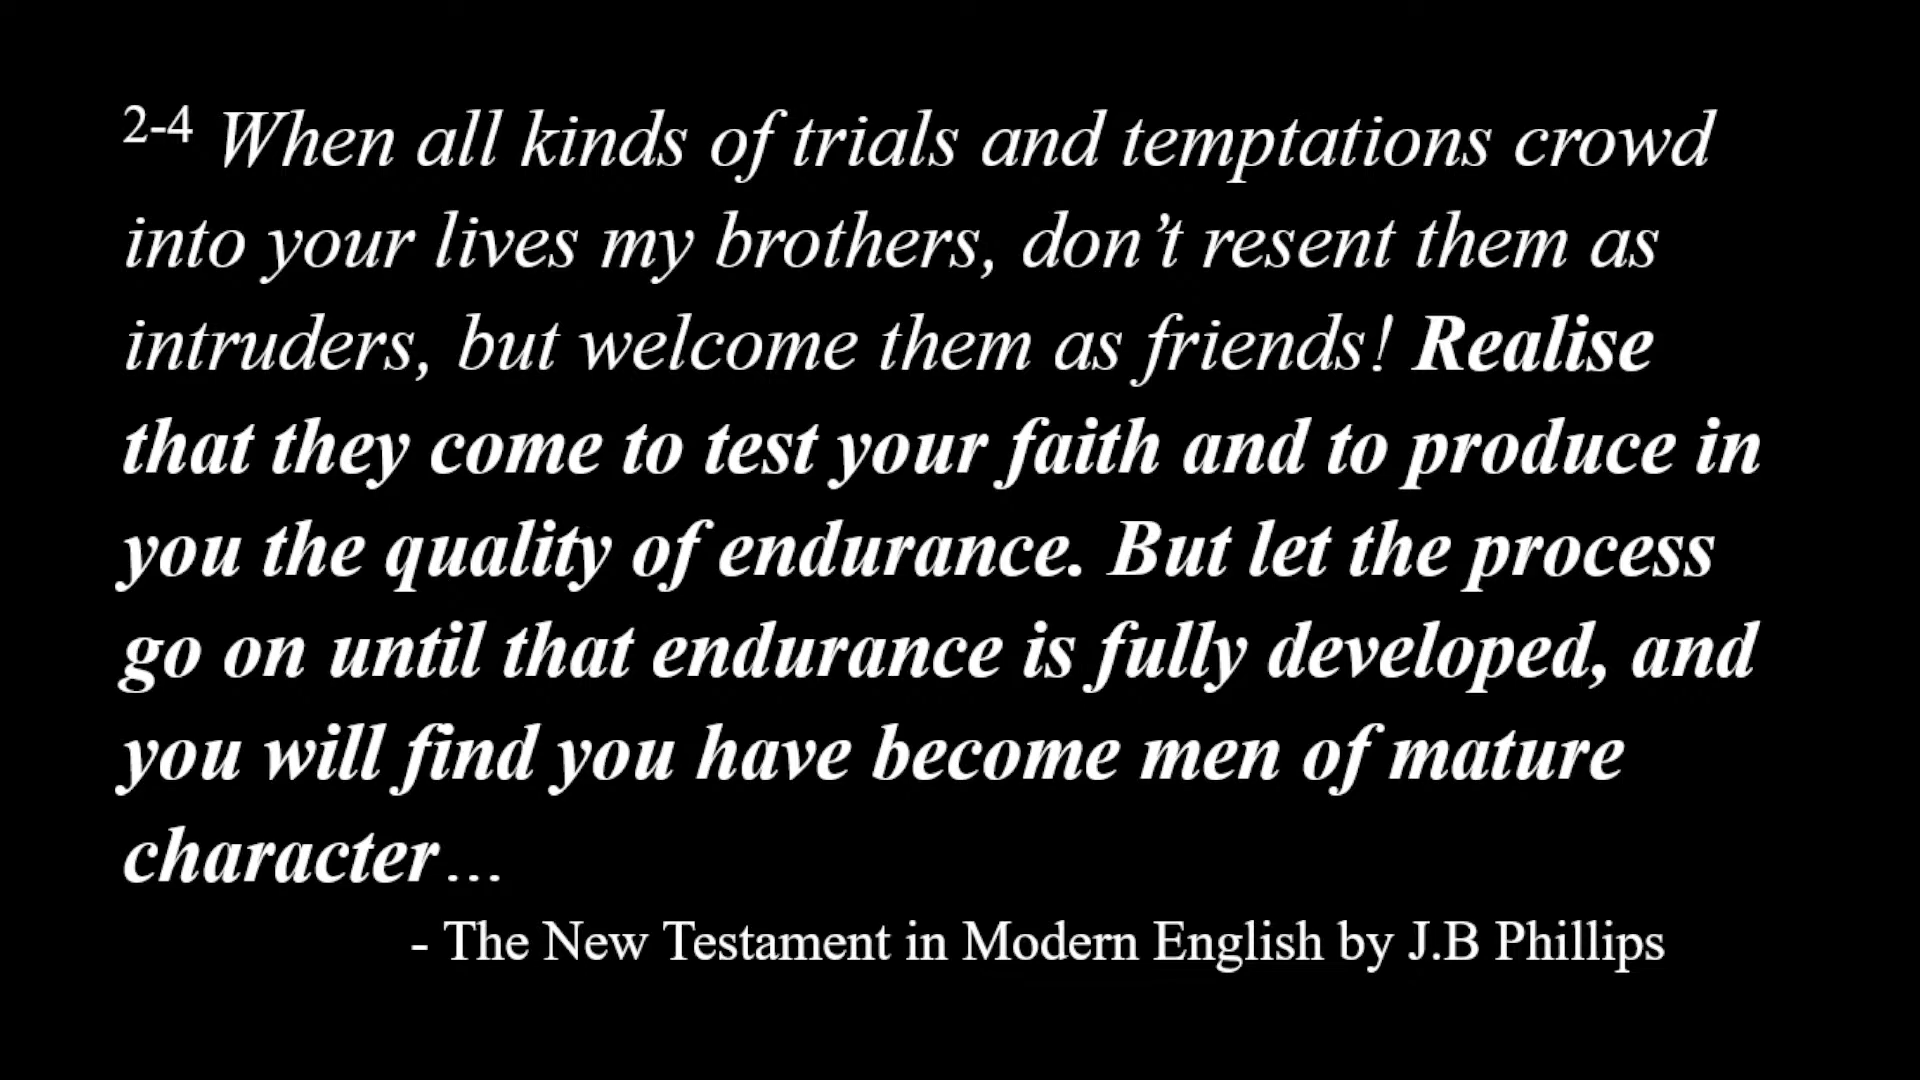 2-4 When all kinds of trials and temptations crowd
into your lives my brothers, don’t resent them as
intruders, but welcome them as friends! Realise
that they come to test your faith and to produce in
you the quality of endurance. But let the process
go on until that endurance is fully developed, and
you will find you have become men of mature
character…
- The New Testament in Modern English by J.B Phillips